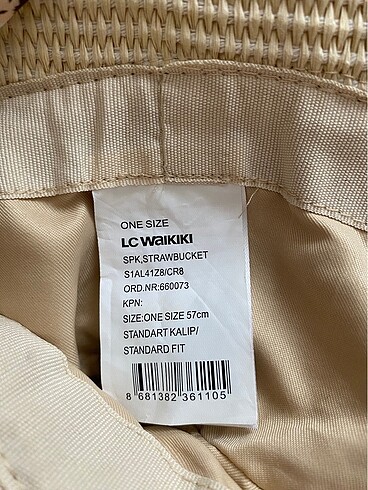 ONE SIZE
LC WAIKIKI
SPK,STRAWBUCKET
S1AL41Z8/CR8
ORD.NR:660073
KPN:
SIZE:ONE SIZE 57cm
STANDART KALIP/
STANDARD FIT
8 681382 361105